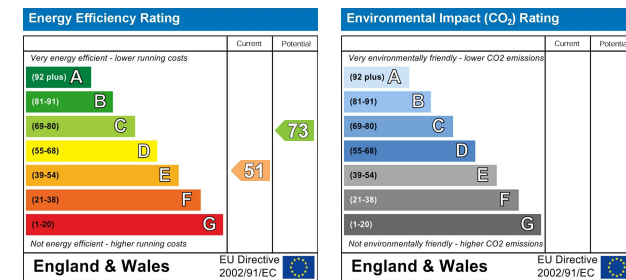 Energy Efficiency Rating
Current Potential
Very energy efficient - lower running costs
(92 plus) A
(81-91) B
(69-80) C
73
(55-68) D
(39-54) E
51
(21-38) F
(1-20) G
Not energy efficient - higher running costs
England & Wales
EU Directive
2002/91/EC
Environmental Impact (CO₂) Rating
Current Potential
Very environmentally friendly - lower CO2 emissions
(92 plus) A
(81-91) B
(69-80) C
(55-68) D
(39-54) E
(21-38) F
(1-20) G
Not environmentally friendly - higher CO2 emissions
England & Wales
EU Directive
2002/91/EC